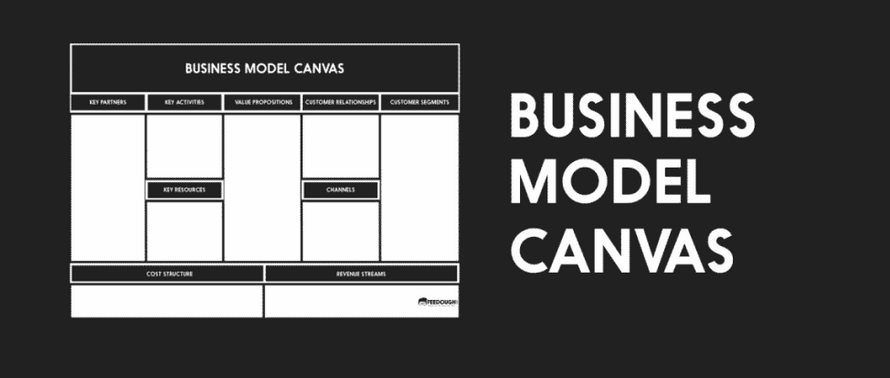 BUSINESS MODEL CANVAS
KEY PARTNERS
KEY ACTIVITIES
VALUE PROPOSITIONS
CUSTOMER RELATIONSHIPS
CUSTOMER SEGMENTS
KEY RESOURCES
CHANNELS
COST STRUCTURE
REVENUE STREAMS
FEEDOUGH
BUSINESS
MODEL
CANVAS